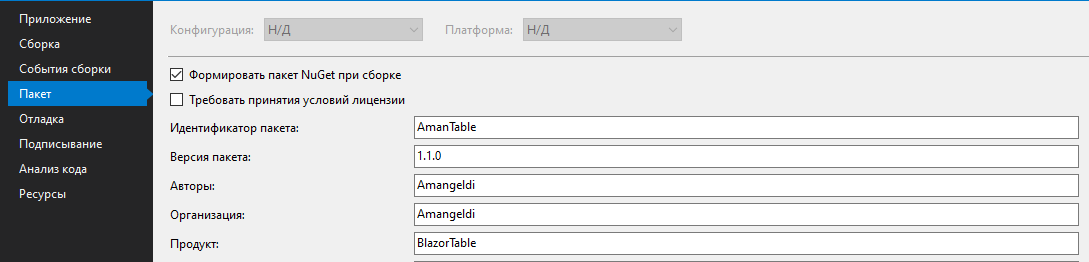 Приложение
Сборка
События сборки
Пакет
Отладка
Подписывание
Анализ кода
Ресурсы
Конфигурация: Н/Д Платформа: Н/Д
Формировать пакет NuGet при сборке
Требовать принятия условий лицензии
Идентификатор пакета: AmanTable
Версия пакета: 1.1.0
Авторы: Amangeldi
Организация: Amangeldi
Продукт: BlazorTable